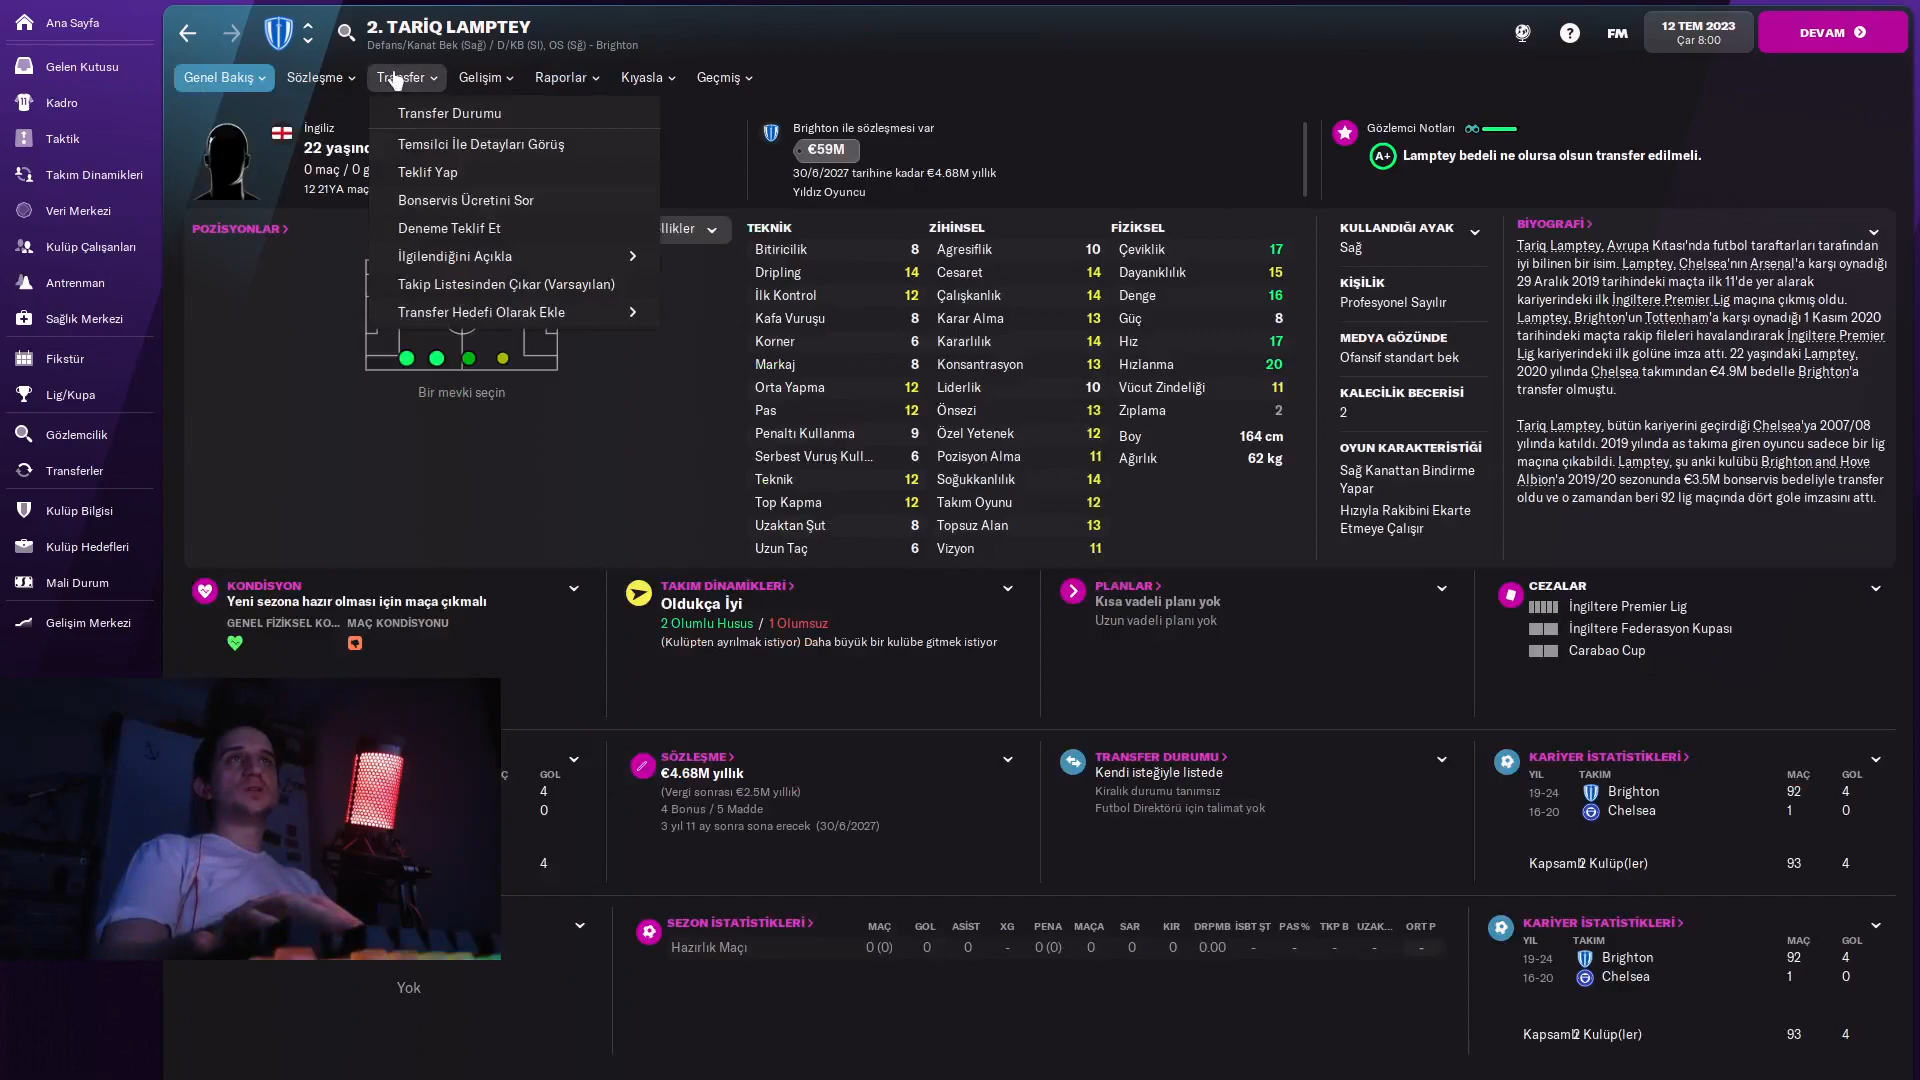 Ana Sayfa
Gelen Kutusu
Kadro
Taktik
Takım Dinamikleri
Veri Merkezi
Kulüp Çalışanları
Antrenman
Sağlık Merkezi
Fikstür
Lig/Kupa
Gözlemcilik
Transferler
Kulüp Bilgisi
Kulüp Hedefleri
Mali Durum
Gelişim Merkezi
2. TARİQ LAMPTEY
Defans/Kanat Bek (Sağ) / D/KB (Sl), OS (Sğ) - Brighton
FM
12 TEM 2023
Çar 8:00
DEVAM
Genel Bakış
Sözleşme
Transfer
Gelişim
Raporlar
Kıyasla
Geçmiş
Transfer Durumu
Temsilci İle Detayları Görüş
Teklif Yap
Bonservis Ücretini Sor
Deneme Teklif Et
İlgilendiğini Açıkla
Takip Listesinden Çıkar (Varsayılan)
Transfer Hedefi Olarak Ekle
İngiliz
22 yaşınd
0 maç / 0 g
12 21YA maç
Brighton ile sözleşmesi var
€59M
30/6/2027 tarihine kadar €4.68M yıllık
Yıldız Oyuncu
Gözlemci Notları
A+
Lamptey bedeli ne olursa olsun transfer edilmeli.
POZİSYONLAR
Bir mevki seçin
llikler
TEKNİK
Bitiricilik 8
Dripling 14
İlk Kontrol 12
Kafa Vuruşu 8
Korner 6
Markaj 8
Orta Yapma 12
Pas 12
Penaltı Kullanma 9
Serbest Vuruş Kull... 6
Teknik 12
Top Kapma 12
Uzaktan Şut 8
Uzun Taç 6
ZİHİNSEL
Agresiflik 10
Cesaret 14
Çalışkanlık 14
Karar Alma 13
Kararlılık 14
Konsantrasyon 13
Liderlik 10
Önsezi 13
Özel Yetenek 12
Pozisyon Alma 11
Soğukkanlılık 14
Takım Oyunu 12
Topsuz Alan 13
Vizyon 11
FİZİKSEL
Çeviklik 17
Dayanıklılık 15
Denge 16
Güç 8
Hız 17
Hızlanma 20
Vücut Zindeliği 11
Zıplama 2
Boy 164 cm
Ağırlık 62 kg
KULLANDIĞI AYAK
Sağ
KİŞİLİK
Profesyonel Sayılır
MEDYA GÖZÜNDE
Ofansif standart bek
KALECİLİK BECERİSİ
2
OYUN KARAKTERİSTİĞİ
Sağ Kanattan Bindirme
Yapar
Hızıyla Rakibini Ekarte
Etmeye Çalışır
BİYOGRAFİ
Tariq Lamptey, Avrupa Kıtası'nda futbol taraftarları tarafından
iyi bilinen bir isim. Lamptey, Chelsea'nın Arsenal'a karşı oynadığı
29 Aralık 2019 tarihindeki maçta ilk 11'de yer alarak
kariyerindeki ilk İngiltere Premier Lig maçına çıkmış oldu.
Lamptey, Brighton'un Tottenham'a karşı oynadığı 1 Kasım 2020
tarihindeki maçta rakip fileleri havalandırarak İngiltere Premier
Lig kariyerindeki ilk golüne imza attı. 22 yaşındaki Lamptey,
2020 yılında Chelsea takımından €4.9M bedelle Brighton'a
transfer olmuştu.
Tariq Lamptey, bütün kariyerini geçirdiği Chelsea'ya 2007/08
yılında katıldı. 2019 yılında as takıma giren oyuncu sadece bir lig
maçına çıkabildi. Lamptey, şu anki kulübü Brighton and Hove
Albion'a 2019/20 sezonunda €3.5M bonservis bedeliyle transfer
oldu ve o zamandan beri 92 lig maçında dört gole imzasını attı.
KONDİSYON
Yeni sezona hazır olması için maça çıkmalı
GENEL FİZİKSEL KO... MAÇ KONDİSYONU
TAKIM DİNAMİKLERİ
Oldukça İyi
2 Olumlu Husus / 1 Olumsuz
(Kulüpten ayrılmak istiyor) Daha büyük bir kulübe gitmek istiyor
PLANLAR
Kısa vadeli planı yok
Uzun vadeli planı yok
CEZALAR
İngiltere Premier Lig
İngiltere Federasyon Kupası
Carabao Cup
Ç GOL
4
0
4
SÖZLEŞME
€4.68M yıllık
(Vergi sonrası €2.5M yıllık)
4 Bonus / 5 Madde
3 yıl 11 ay sonra sona erecek (30/6/2027)
TRANSFER DURUMU
Kendi isteğiyle listede
Kiralık durumu tanımsız
Futbol Direktörü için talimat yok
KARİYER İSTATİSTİKLERİ
YIL TAKIM MAÇ GOL
19-24 Brighton 92 4
16-20 Chelsea 1 0
Kapsamlı 2 Kulüp(ler) 93 4
Yok
SEZON İSTATİSTİKLERİ
MAÇ GOL ASİST XG PENA MAÇA SAR KIR DRPMB İSBT ŞT PAS % TKP B UZAK... ORT P
Hazırlık Maçı 0 (0) 0 0 - 0 (0) 0 0 0 0.00 - - - - -
KARİYER İSTATİSTİKLERİ
YIL TAKIM MAÇ GOL
19-24 Brighton 92 4
16-20 Chelsea 1 0
Kapsamlı 2 Kulüp(ler) 93 4